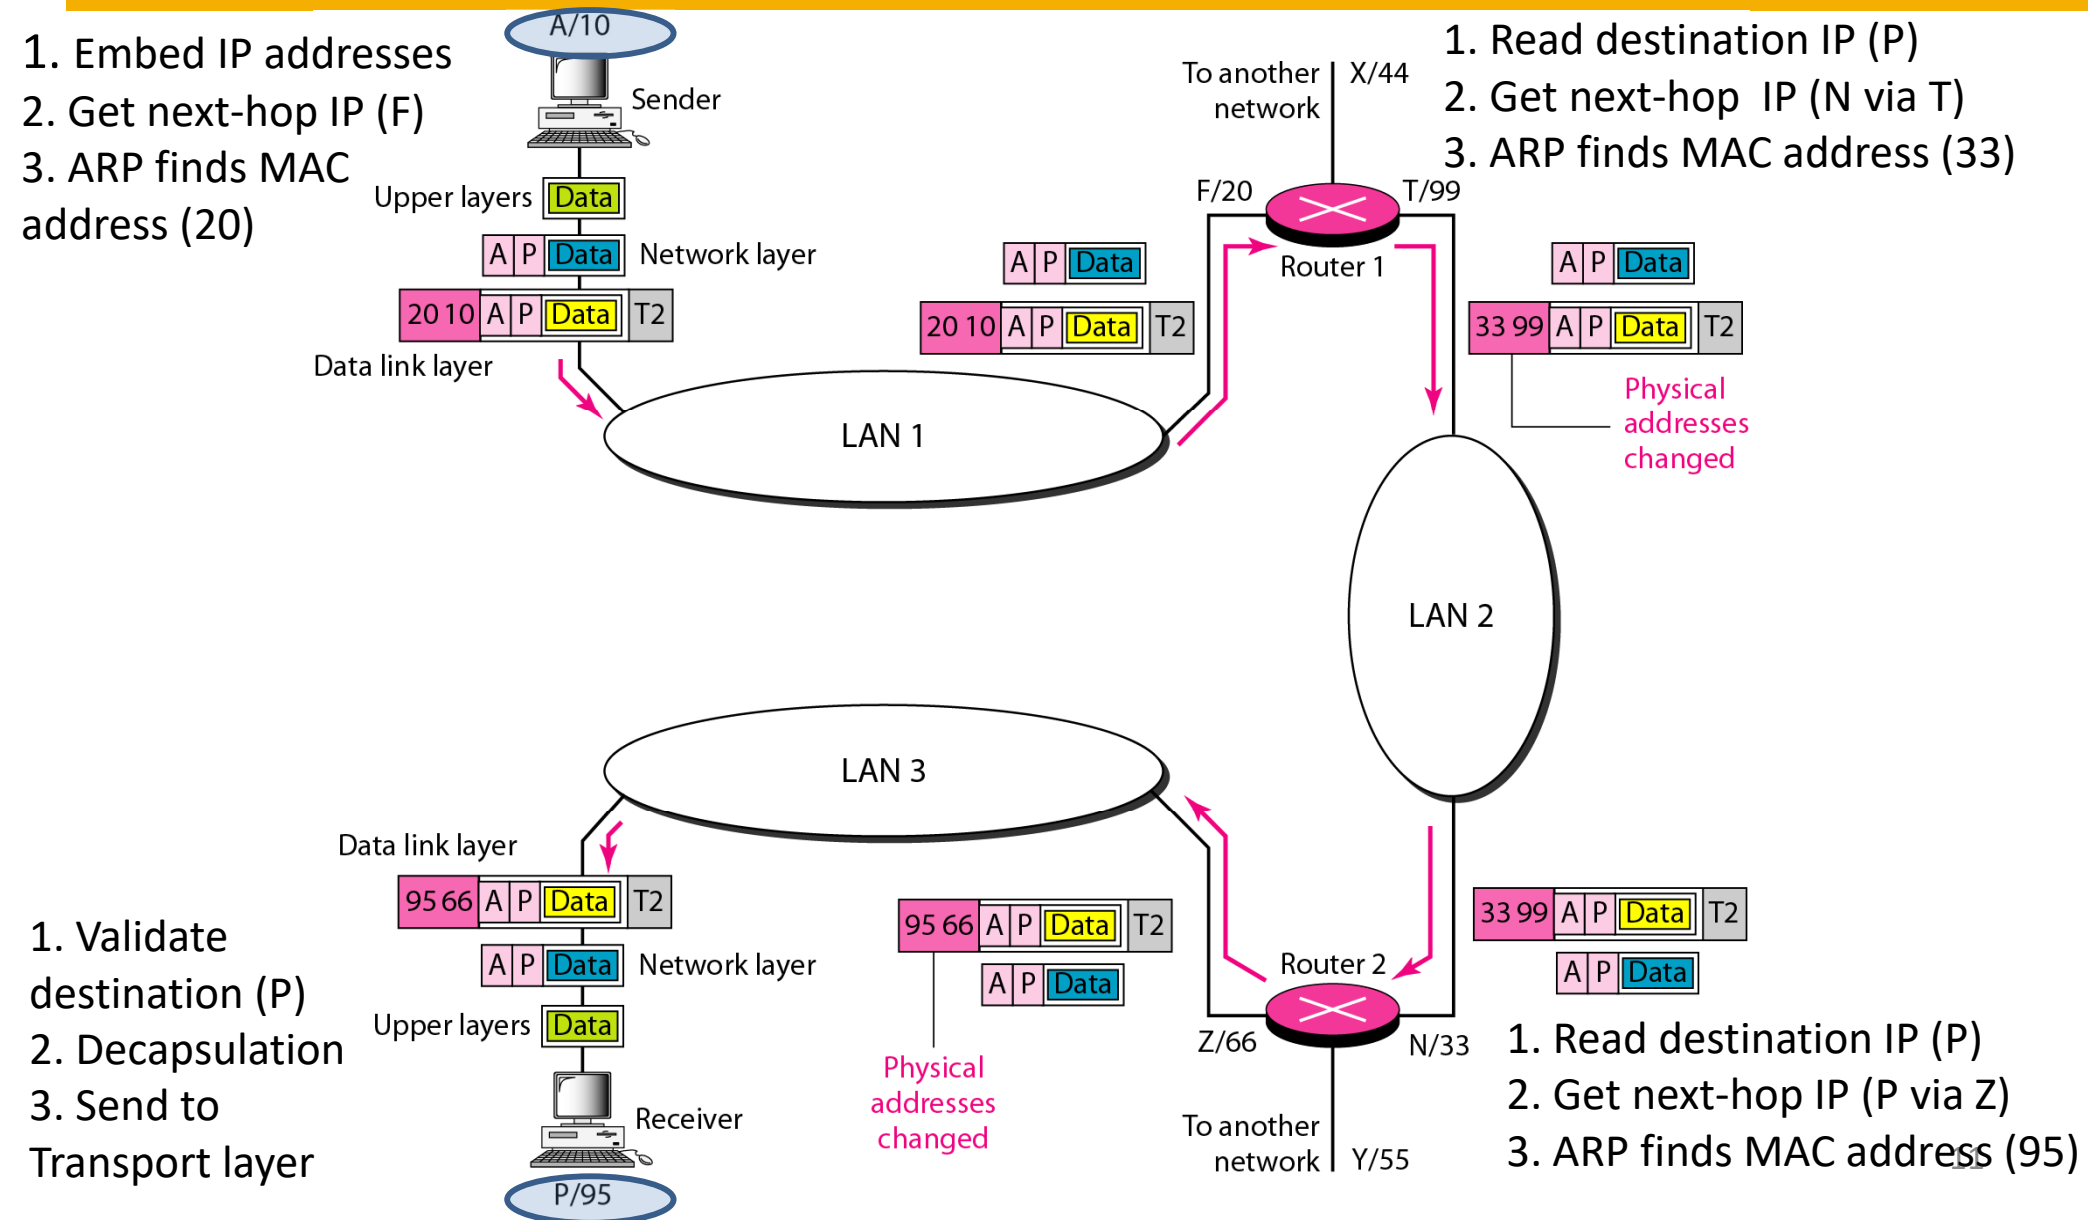 1. Embed IP addresses
2. Get next-hop IP (F)
3. ARP finds MAC
address (20)
A/10
Sender
Upper layers
Data
A P Data
Network layer
20 10 A P Data T2
Data link layer
To another
network
X/44
1. Read destination IP (P)
2. Get next-hop  IP (N via T)
3. ARP finds MAC address (33)
F/20
T/99
Router 1
A P Data
20 10 A P Data T2
A P Data
33 99 A P Data T2
Physical
addresses
changed
LAN 1
LAN 2
LAN 3
Data link layer
95 66 A P Data T2
A P Data
Network layer
Upper layers
Data
Receiver
P/95
1. Validate
destination (P)
2. Decapsulation
3. Send to
Transport layer
95 66 A P Data T2
A P Data
Physical
addresses
changed
Router 2
Z/66
N/33
33 99 A P Data T2
A P Data
To another
network
Y/55
1. Read destination IP (P)
2. Get next-hop IP (P via Z)
3. ARP finds MAC address (95)
11